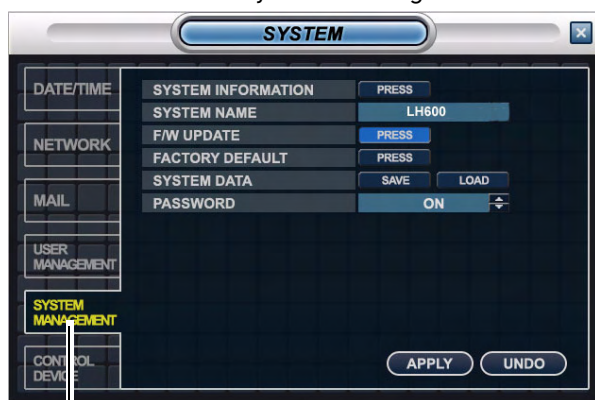 SYSTEM
DATE/TIME
NETWORK
MAIL
USER
MANAGEMENT
SYSTEM
MANAGEMENT
CONTROL
DEVICE
SYSTEM INFORMATION PRESS
SYSTEM NAME LH600
F/W UPDATE PRESS
FACTORY DEFAULT PRESS
SYSTEM DATA SAVE LOAD
PASSWORD ON
APPLY UNDO